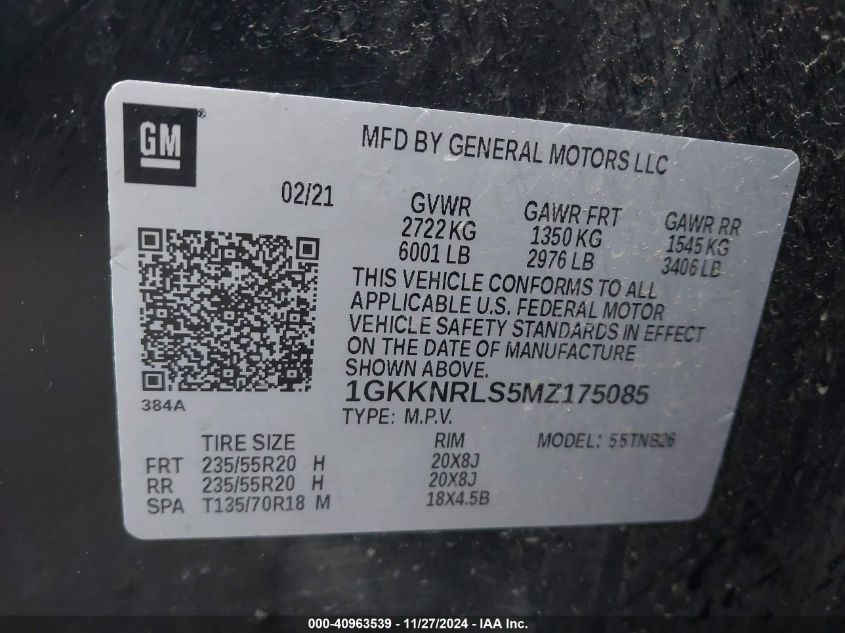 GM®
MFD BY GENERAL MOTORS LLC
02/21
GVWR
2722 KG
6001 LB
GAWR FRT
1350 KG
2976 LB
GAWR RR
1545 KG
3406 LB
THIS VEHICLE CONFORMS TO ALL
APPLICABLE U.S. FEDERAL MOTOR
VEHICLE SAFETY STANDARDS IN EFFECT
ON THE DATE OF MANUFACTURE
SHOWN ABOVE.
384A
1GKKNRLS5MZ175085
TYPE: M.P.V.
TIRE SIZE RIM MODEL: 55TNB26
FRT 235/55R20 H 20X8J
RR 235/55R20 H 20X8J
SPA T135/70R18 M 18X4.5B
000-40963539 - 11/27/2024 - IAA Inc.